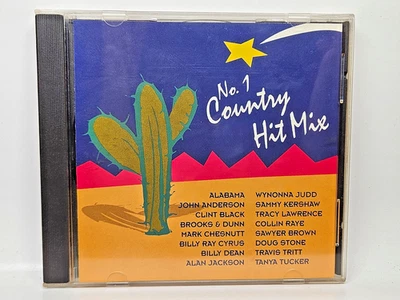 No. 1
Country
Hit Mix
ALABAMA
JOHN ANDERSON
CLINT BLACK
BROOKS & DUNN
MARK CHESNUTT
BILLY RAY CYRUS
BILLY DEAN
ALAN JACKSON
WYNONNA JUDD
SAMMY KERSHAW
TRACY LAWRENCE
COLLIN RAYE
SAWYER BROWN
DOUG STONE
TRAVIS TRITT
TANYA TUCKER